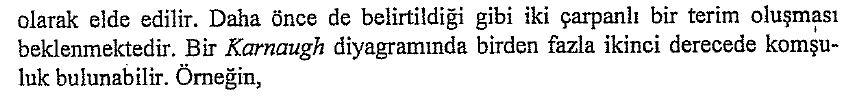 olarak elde edilir. Daha önce de belirtildiği gibi iki çarpanlı bir terim oluşması
beklenmektedir. Bir Karnaugh diyagramında birden fazla ikinci derecede komşu-
luk bulunabilir. Örneğin,